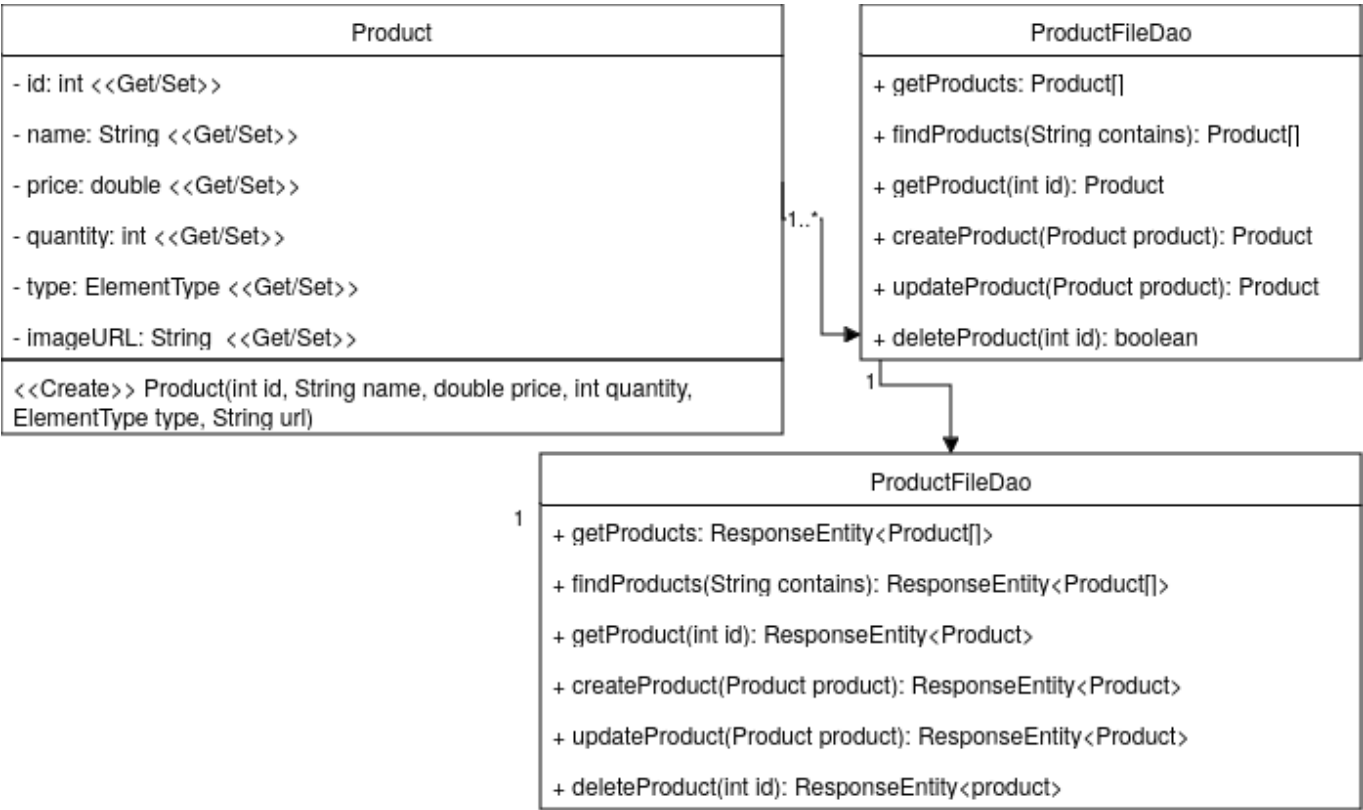 Product
- id: int <<Get/Set>>
- name: String <<Get/Set>>
- price: double <<Get/Set>>
- quantity: int <<Get/Set>>
- type: ElementType <<Get/Set>>
- imageURL: String  <<Get/Set>>
<<Create>> Product(int id, String name, double price, int quantity,
ElementType type, String url)
1..*
ProductFileDao
+ getProducts: Product[]
+ findProducts(String contains): Product[]
+ getProduct(int id): Product
+ createProduct(Product product): Product
+ updateProduct(Product product): Product
+ deleteProduct(int id): boolean
1
1
ProductFileDao
+ getProducts: ResponseEntity<Product[]>
+ findProducts(String contains): ResponseEntity<Product[]>
+ getProduct(int id): ResponseEntity<Product>
+ createProduct(Product product): ResponseEntity<Product>
+ updateProduct(Product product): ResponseEntity<Product>
+ deleteProduct(int id): ResponseEntity<product>